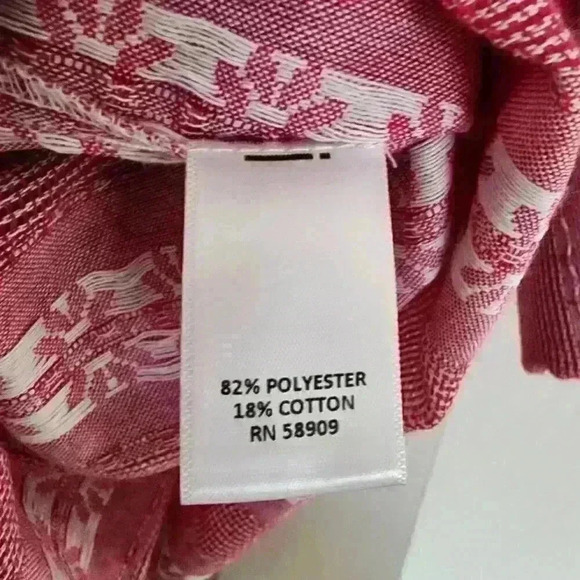 82% POLYESTER
18% COTTON
RN 58909